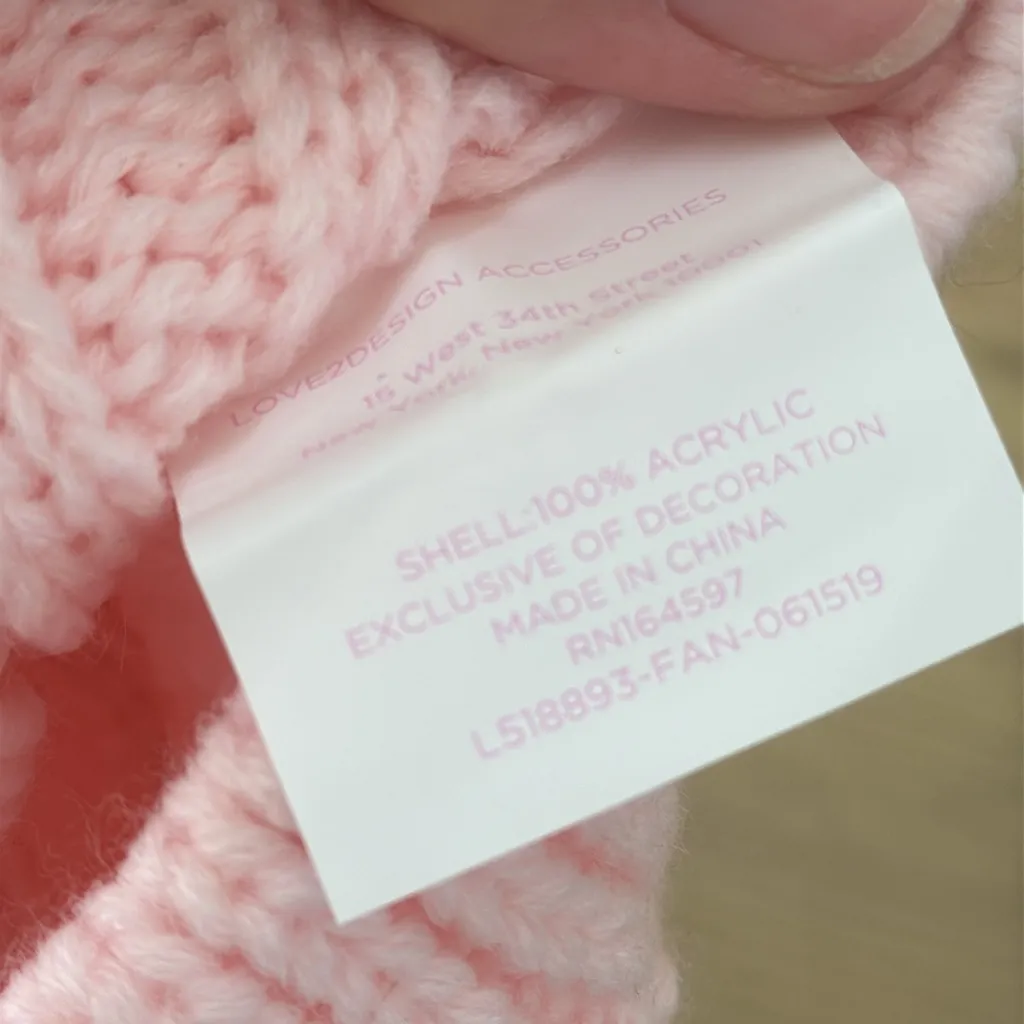 LOVE2DESIGN ACCESSORIES
15 West 34th Street
New York, New York 10001
SHELL:100% ACRYLIC
EXCLUSIVE OF DECORATION
MADE IN CHINA
RN164597
L518893-FAN-061519